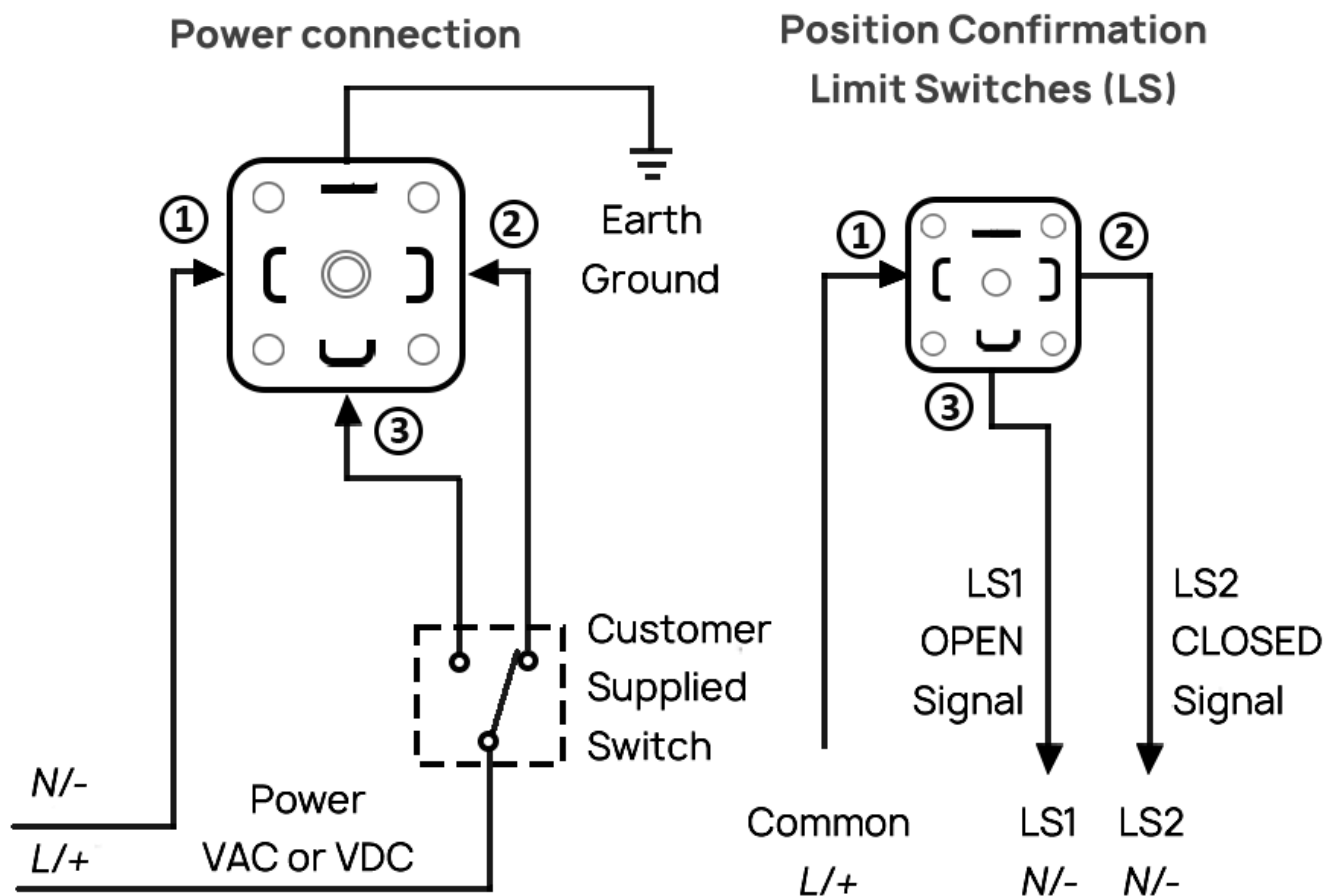 Power connection
①
②
③
Earth
Ground
Customer
Supplied
Switch
N/-
L/+
Power
VAC or VDC
Position Confirmation
Limit Switches (LS)
①
②
③
LS1
OPEN
Signal
LS2
CLOSED
Signal
Common
L/+
LS1
N/-
LS2
N/-